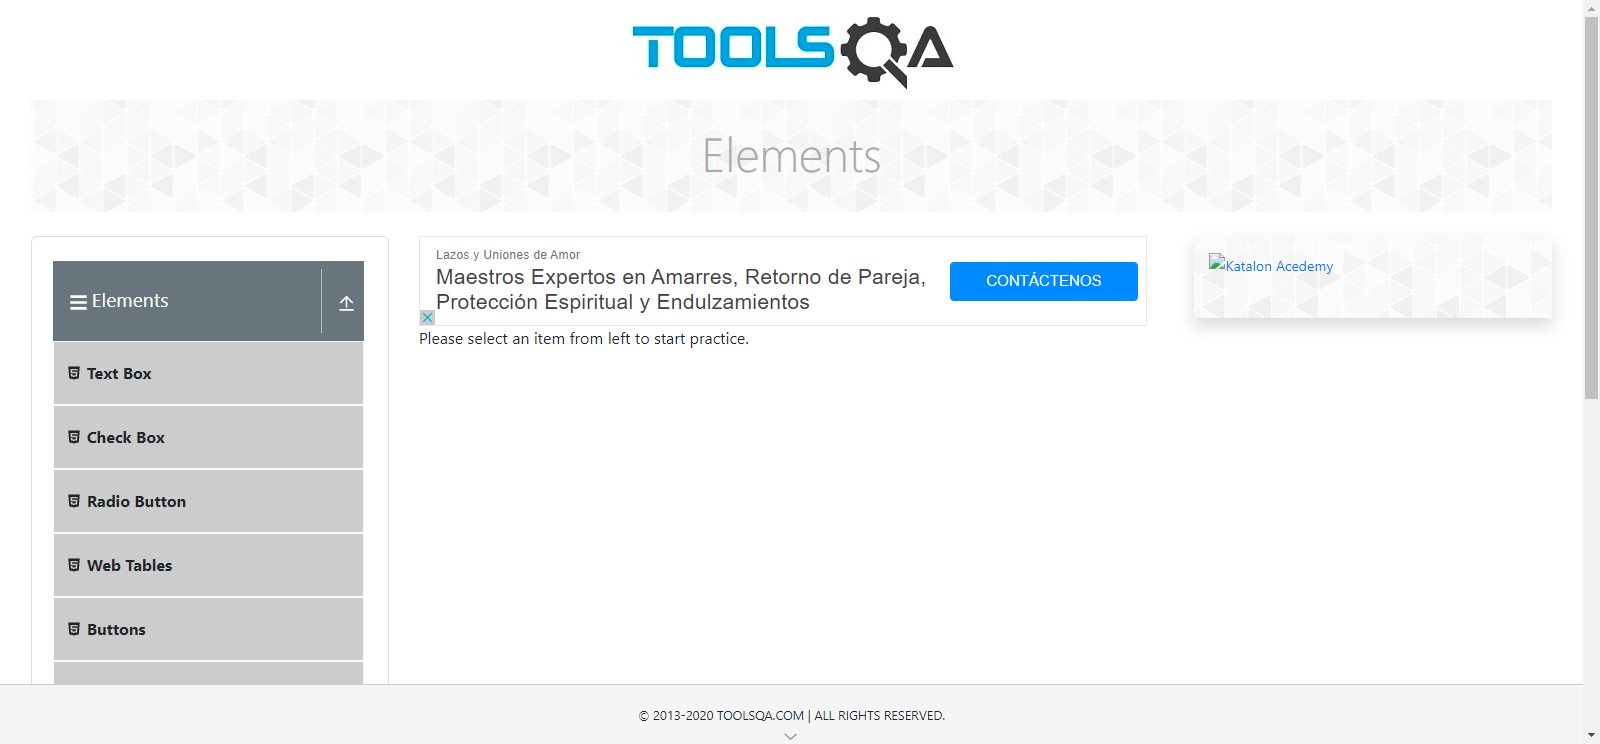 TOOLSQA
Elements
Elements
Text Box
Check Box
Radio Button
Web Tables
Buttons
Lazos y Uniones de Amor
Maestros Expertos en Amarres, Retorno de Pareja,
Protección Espiritual y Endulzamientos
CONTÁCTENOS
Please select an item from left to start practice.
Katalon Acedemy
© 2013-2020 TOOLSQA.COM | ALL RIGHTS RESERVED.